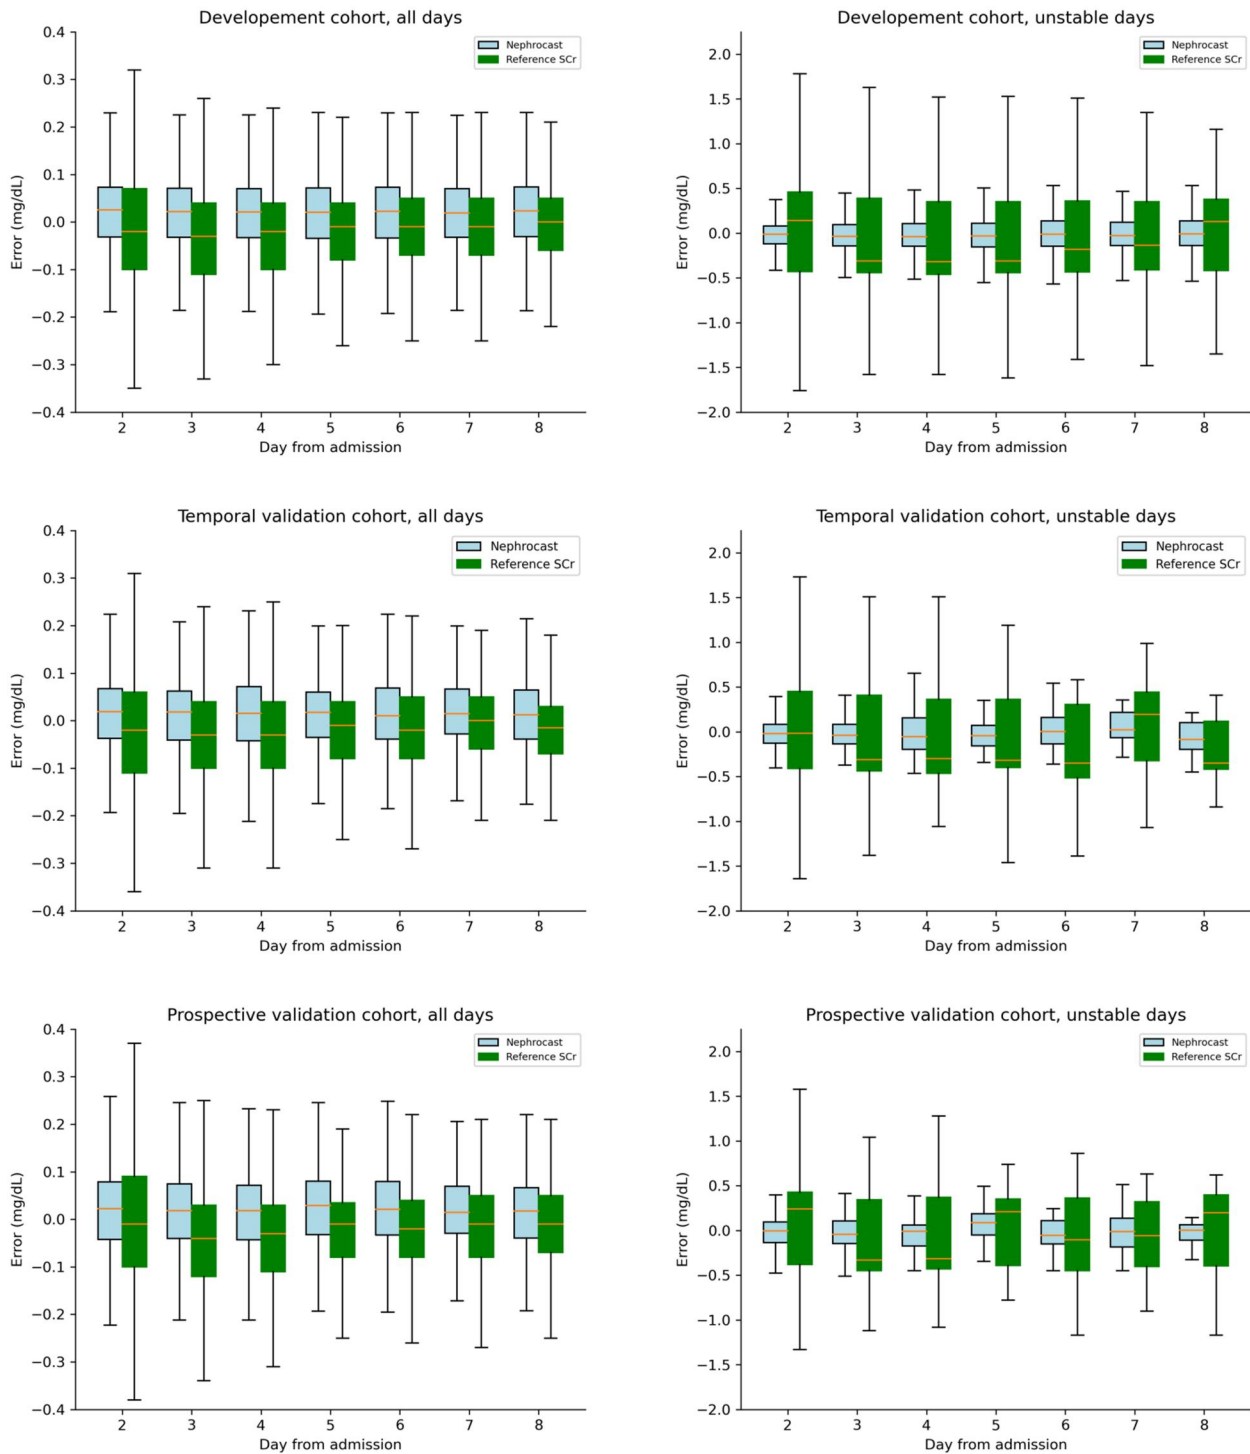 Developement cohort, all days
Nephrocast
Reference SCr
Error (mg/dL)
0.4
0.3
0.2
0.1
0.0
−0.1
−0.2
−0.3
−0.4
2 3 4 5 6 7 8
Day from admission
Developement cohort, unstable days
Nephrocast
Reference SCr
Error (mg/dL)
2.0
1.5
1.0
0.5
0.0
−0.5
−1.0
−1.5
−2.0
2 3 4 5 6 7 8
Day from admission
Temporal validation cohort, all days
Nephrocast
Reference SCr
Error (mg/dL)
0.4
0.3
0.2
0.1
0.0
−0.1
−0.2
−0.3
−0.4
2 3 4 5 6 7 8
Day from admission
Temporal validation cohort, unstable days
Nephrocast
Reference SCr
Error (mg/dL)
2.0
1.5
1.0
0.5
0.0
−0.5
−1.0
−1.5
−2.0
2 3 4 5 6 7 8
Day from admission
Prospective validation cohort, all days
Nephrocast
Reference SCr
Error (mg/dL)
0.4
0.3
0.2
0.1
0.0
−0.1
−0.2
−0.3
−0.4
2 3 4 5 6 7 8
Day from admission
Prospective validation cohort, unstable days
Nephrocast
Reference SCr
Error (mg/dL)
2.0
1.5
1.0
0.5
0.0
−0.5
−1.0
−1.5
−2.0
2 3 4 5 6 7 8
Day from admission